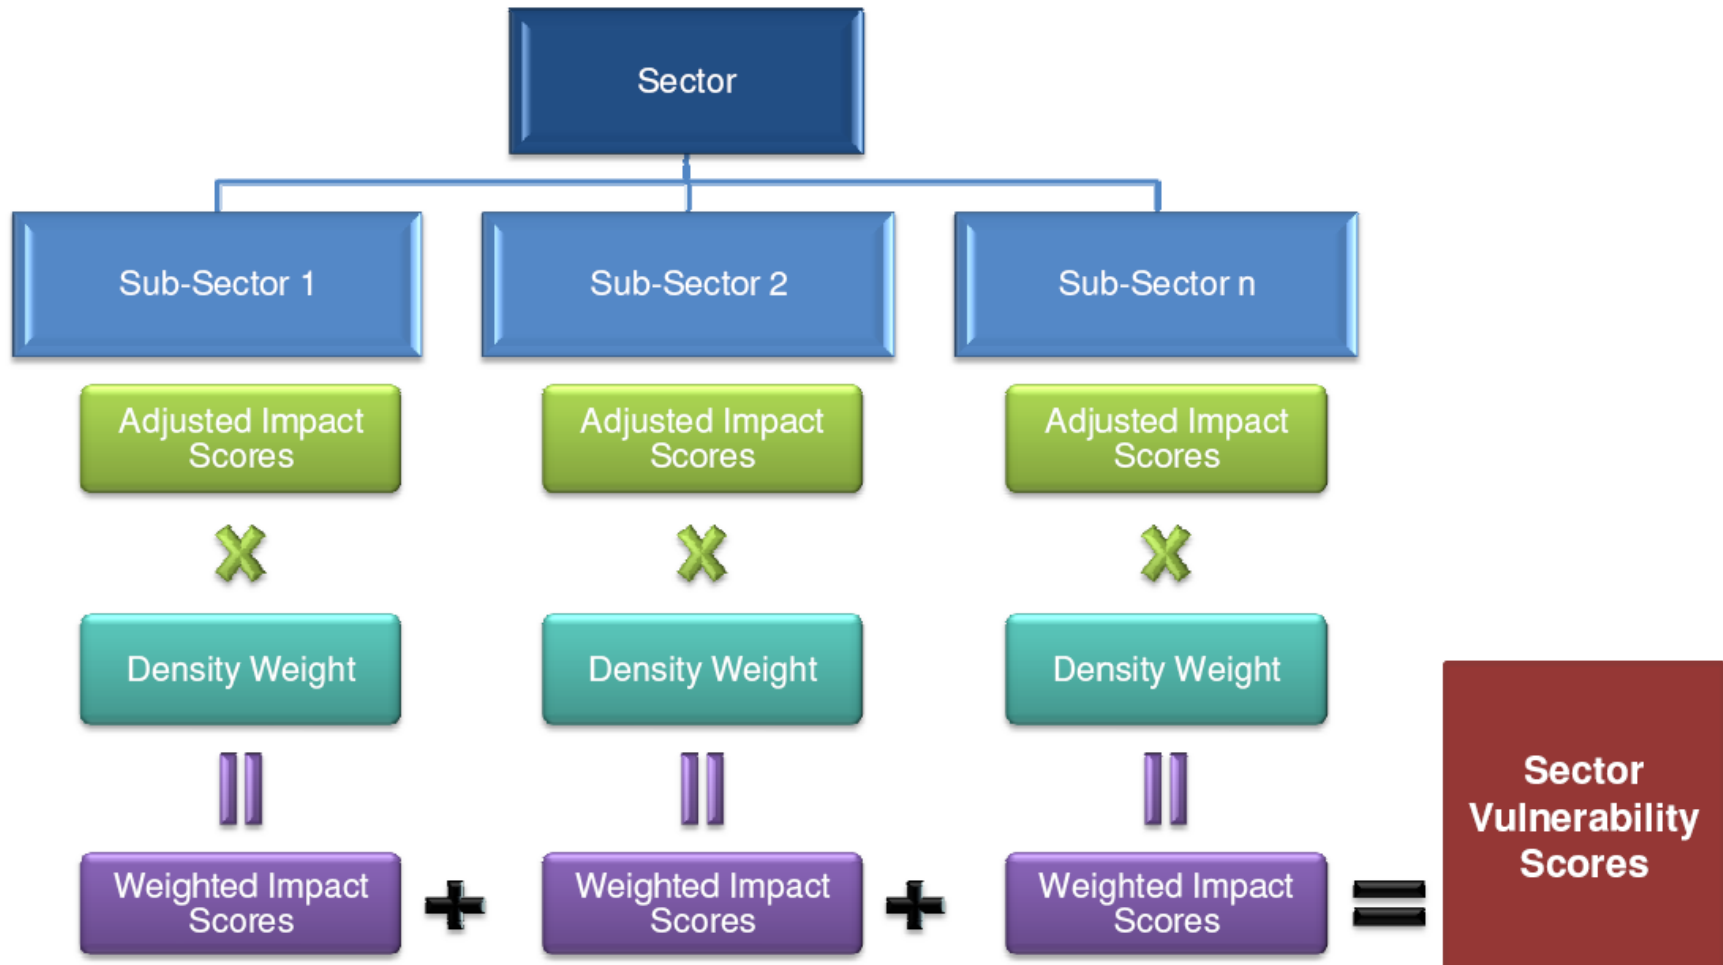 Sector
Sub-Sector 1
Sub-Sector 2
Sub-Sector n
Adjusted Impact
Scores
Adjusted Impact
Scores
Adjusted Impact
Scores
Density Weight
Density Weight
Density Weight
Weighted Impact
Scores
Weighted Impact
Scores
Weighted Impact
Scores
Sector
Vulnerability
Scores